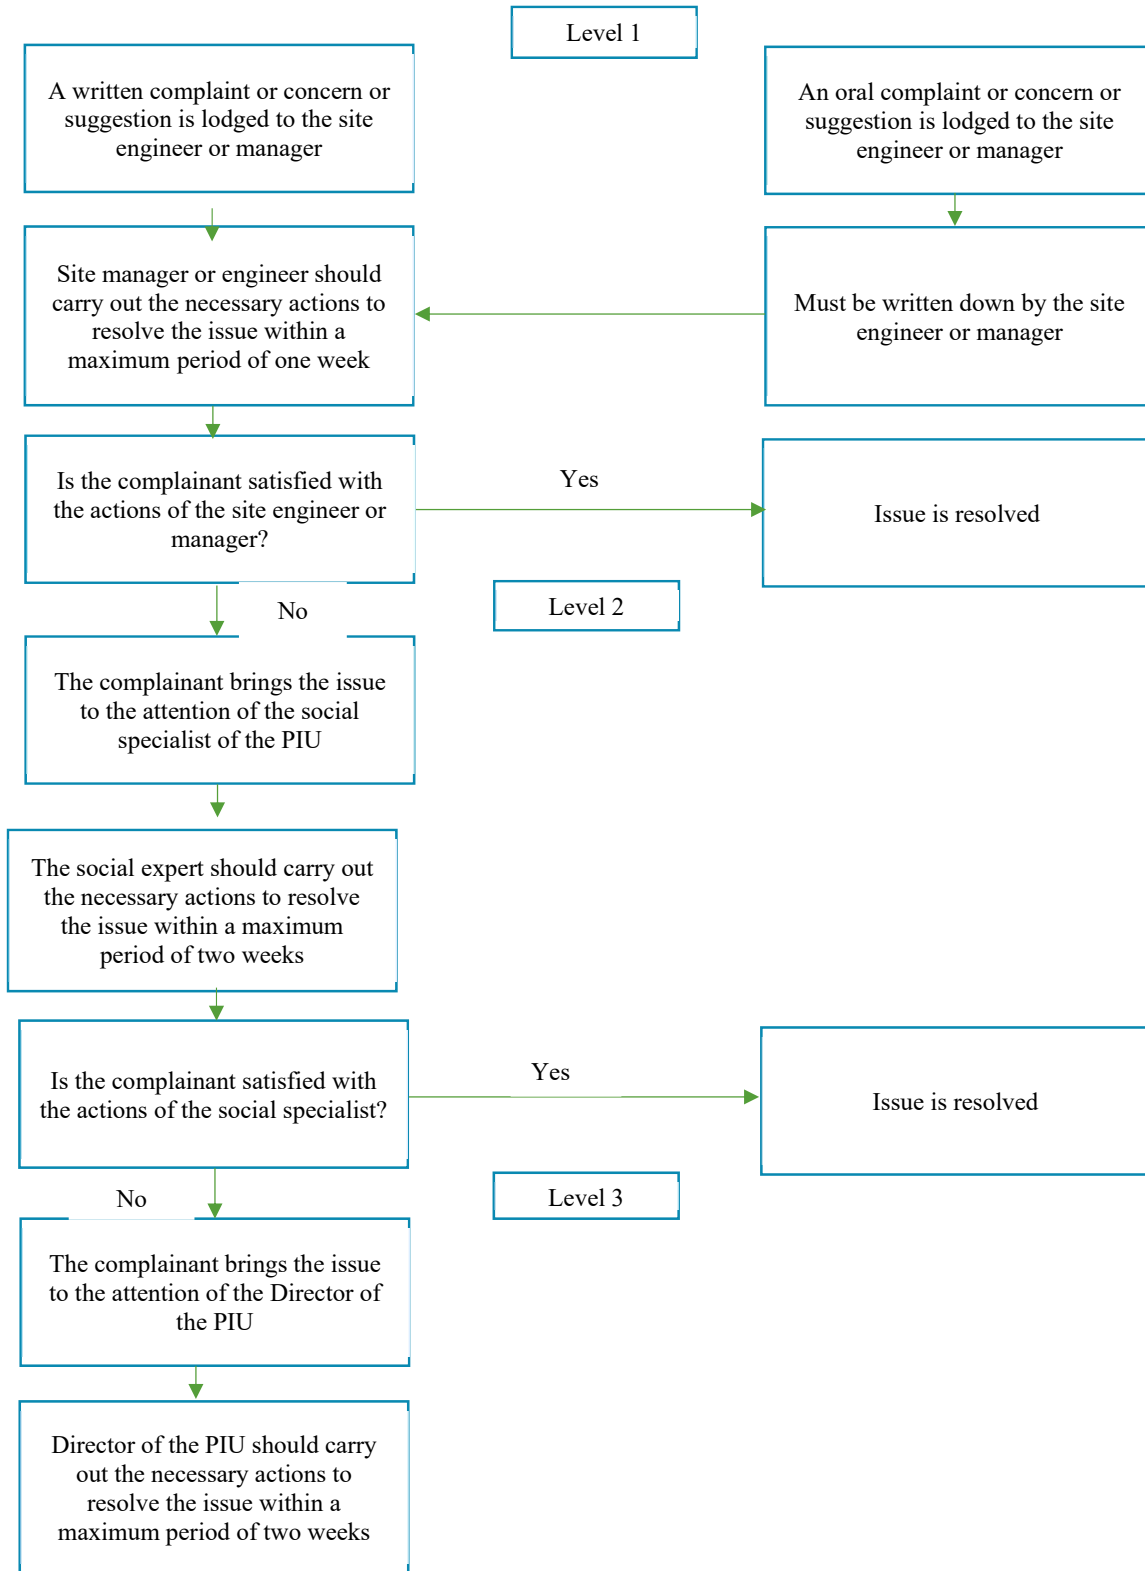 Level 1
A written complaint or concern or
suggestion is lodged to the site
engineer or manager
An oral complaint or concern or
suggestion is lodged to the site
engineer or manager
Site manager or engineer should
carry out the necessary actions to
resolve the issue within a
maximum period of one week
Must be written down by the site
engineer or manager
Is the complainant satisfied with
the actions of the site engineer or
manager?
Yes
Issue is resolved
No
Level 2
The complainant brings the issue
to the attention of the social
specialist of the PIU
The social expert should carry out
the necessary actions to resolve
the issue within a maximum
period of two weeks
Is the complainant satisfied with
the actions of the social specialist?
Yes
Issue is resolved
No
Level 3
The complainant brings the issue
to the attention of the Director of
the PIU
Director of the PIU should carry
out the necessary actions to
resolve the issue within a
maximum period of two weeks